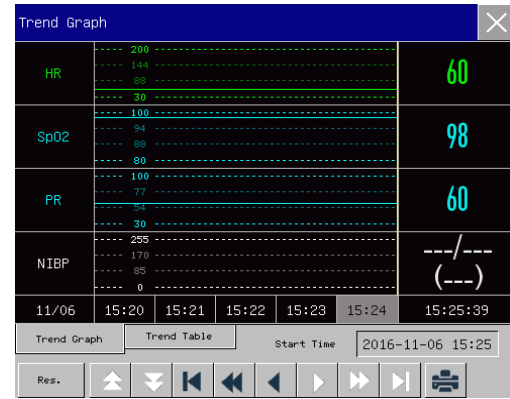 Trend Graph
HR
200
144
88
30
60
SpO2
100
94
88
80
98
PR
100
77
54
30
60
NIBP
255
170
85
0
---/---
(---)
11/06 15:20 15:21 15:22 15:23 15:24 15:25:39
Trend Graph Trend Table Start Time 2016-11-06 15:25
Res.